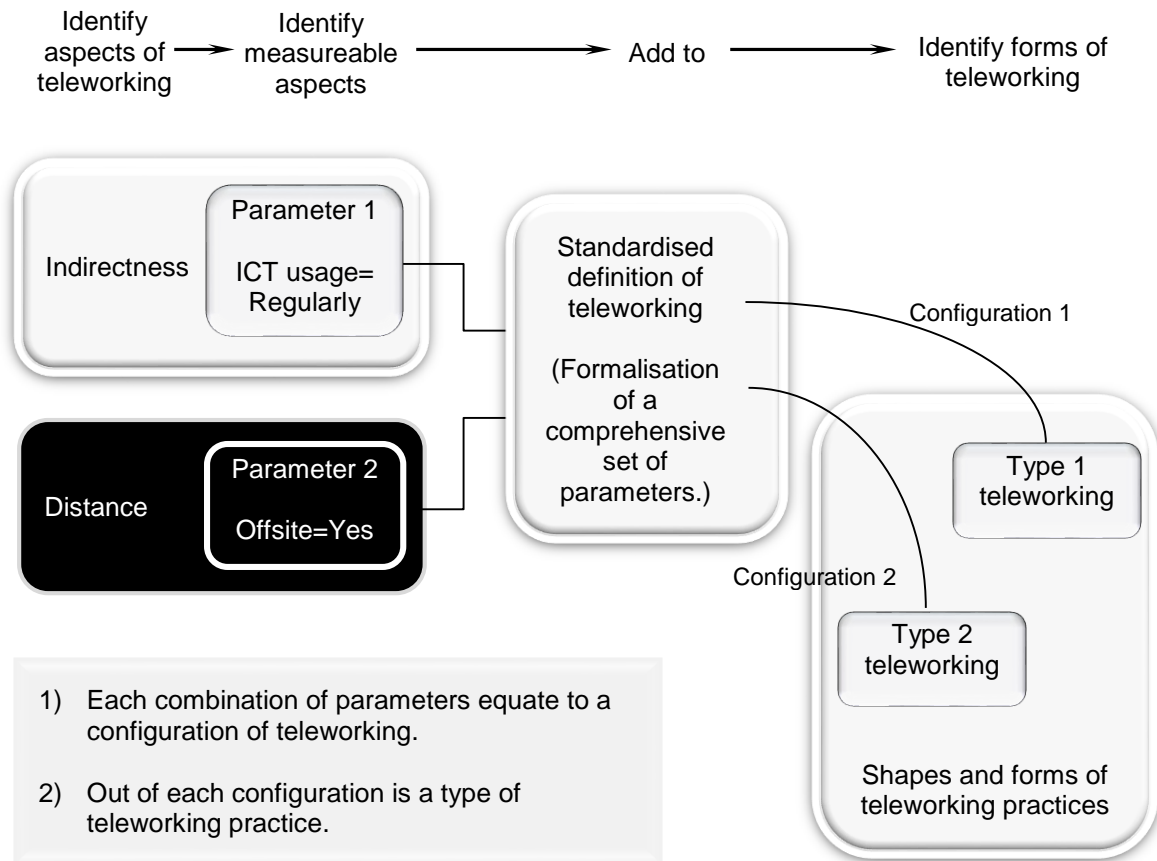 Identify
aspects of
teleworking
Identify
measureable
aspects
Add to
Identify forms of
teleworking
Indirectness
Parameter 1
ICT usage=
Regularly
Distance
Parameter 2
Offsite=Yes
Standardised
definition of
teleworking
(Formalisation
of a
comprehensive
set of
parameters.)
Configuration 1
Configuration 2
Type 1
teleworking
Type 2
teleworking
Shapes and forms of
teleworking practices
1) Each combination of parameters equate to a
configuration of teleworking.
2) Out of each configuration is a type of
teleworking practice.